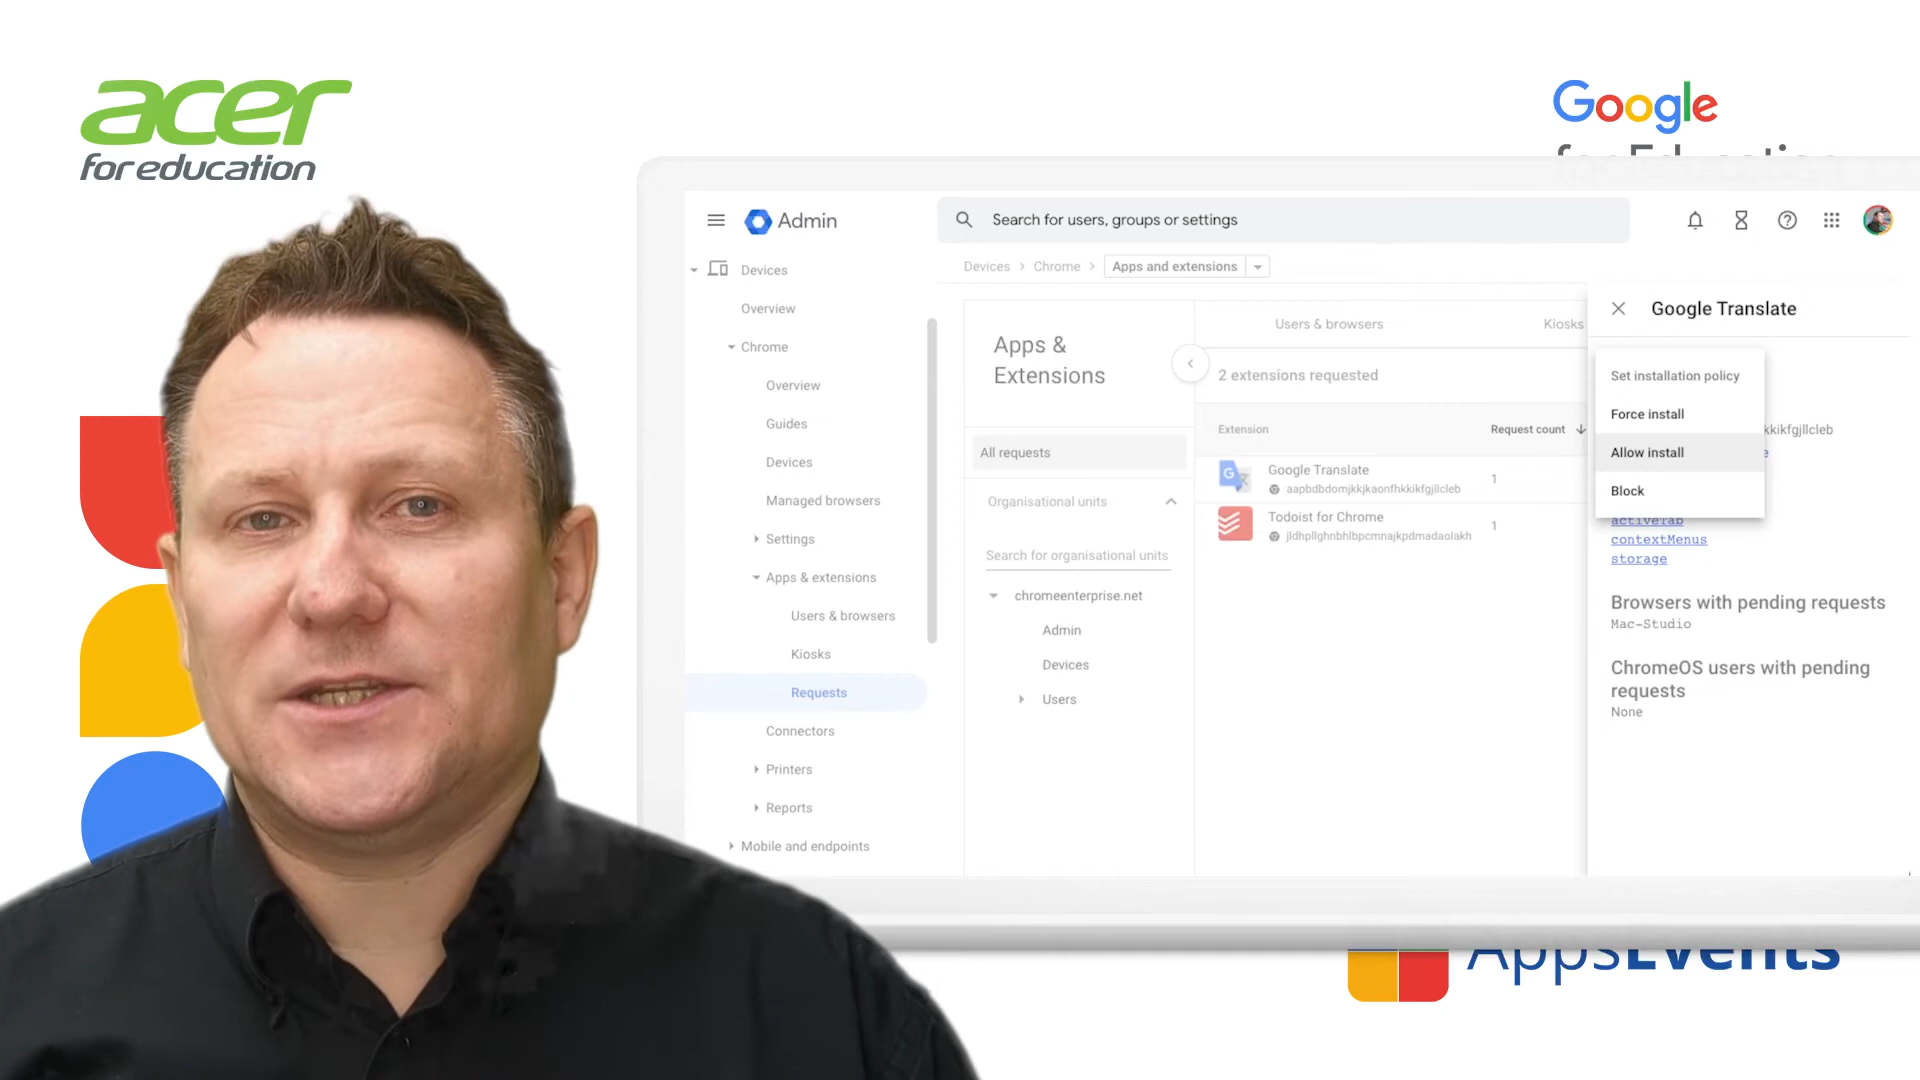 acer
for education
Google
for Education
Admin
Search for users, groups or settings
Devices
Overview
Chrome
Overview
Guides
Devices
Managed browsers
Settings
Apps & extensions
Users & browsers
Kiosks
Requests
Connectors
Printers
Reports
Mobile and endpoints
Devices > Chrome > Apps and extensions
Apps &
Extensions
All requests
Organisational units
Search for organisational units
chromeenterprise.net
Admin
Devices
Users
Users & browsers
Kiosks
2 extensions requested
Extension
Request count
Google Translate
1
aapbdbdomjkkjkaonfhkkikfgjllcleb
Todoist for Chrome
1
jldhpllghnbhlbpcmnajkpdmadaolakh
Google Translate
Set installation policy
Force install
kkikfgjllcleb
Allow install
e
Block
activeTab
contextMenus
storage
Browsers with pending requests
Mac-Studio
ChromeOS users with pending
requests
None
AppsEvents